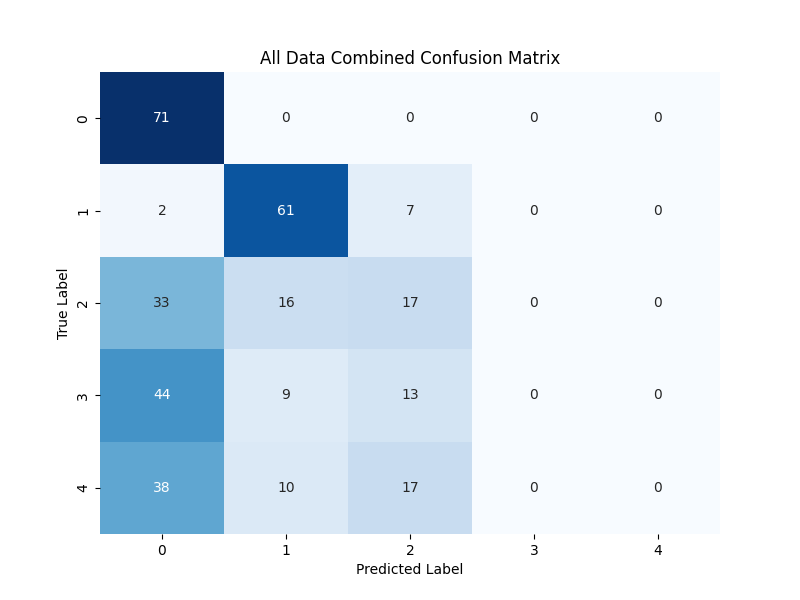 All Data Combined Confusion Matrix
True Label
0 71 0 0 0 0
1 2 61 7 0 0
2 33 16 17 0 0
3 44 9 13 0 0
4 38 10 17 0 0
0 1 2 3 4
Predicted Label